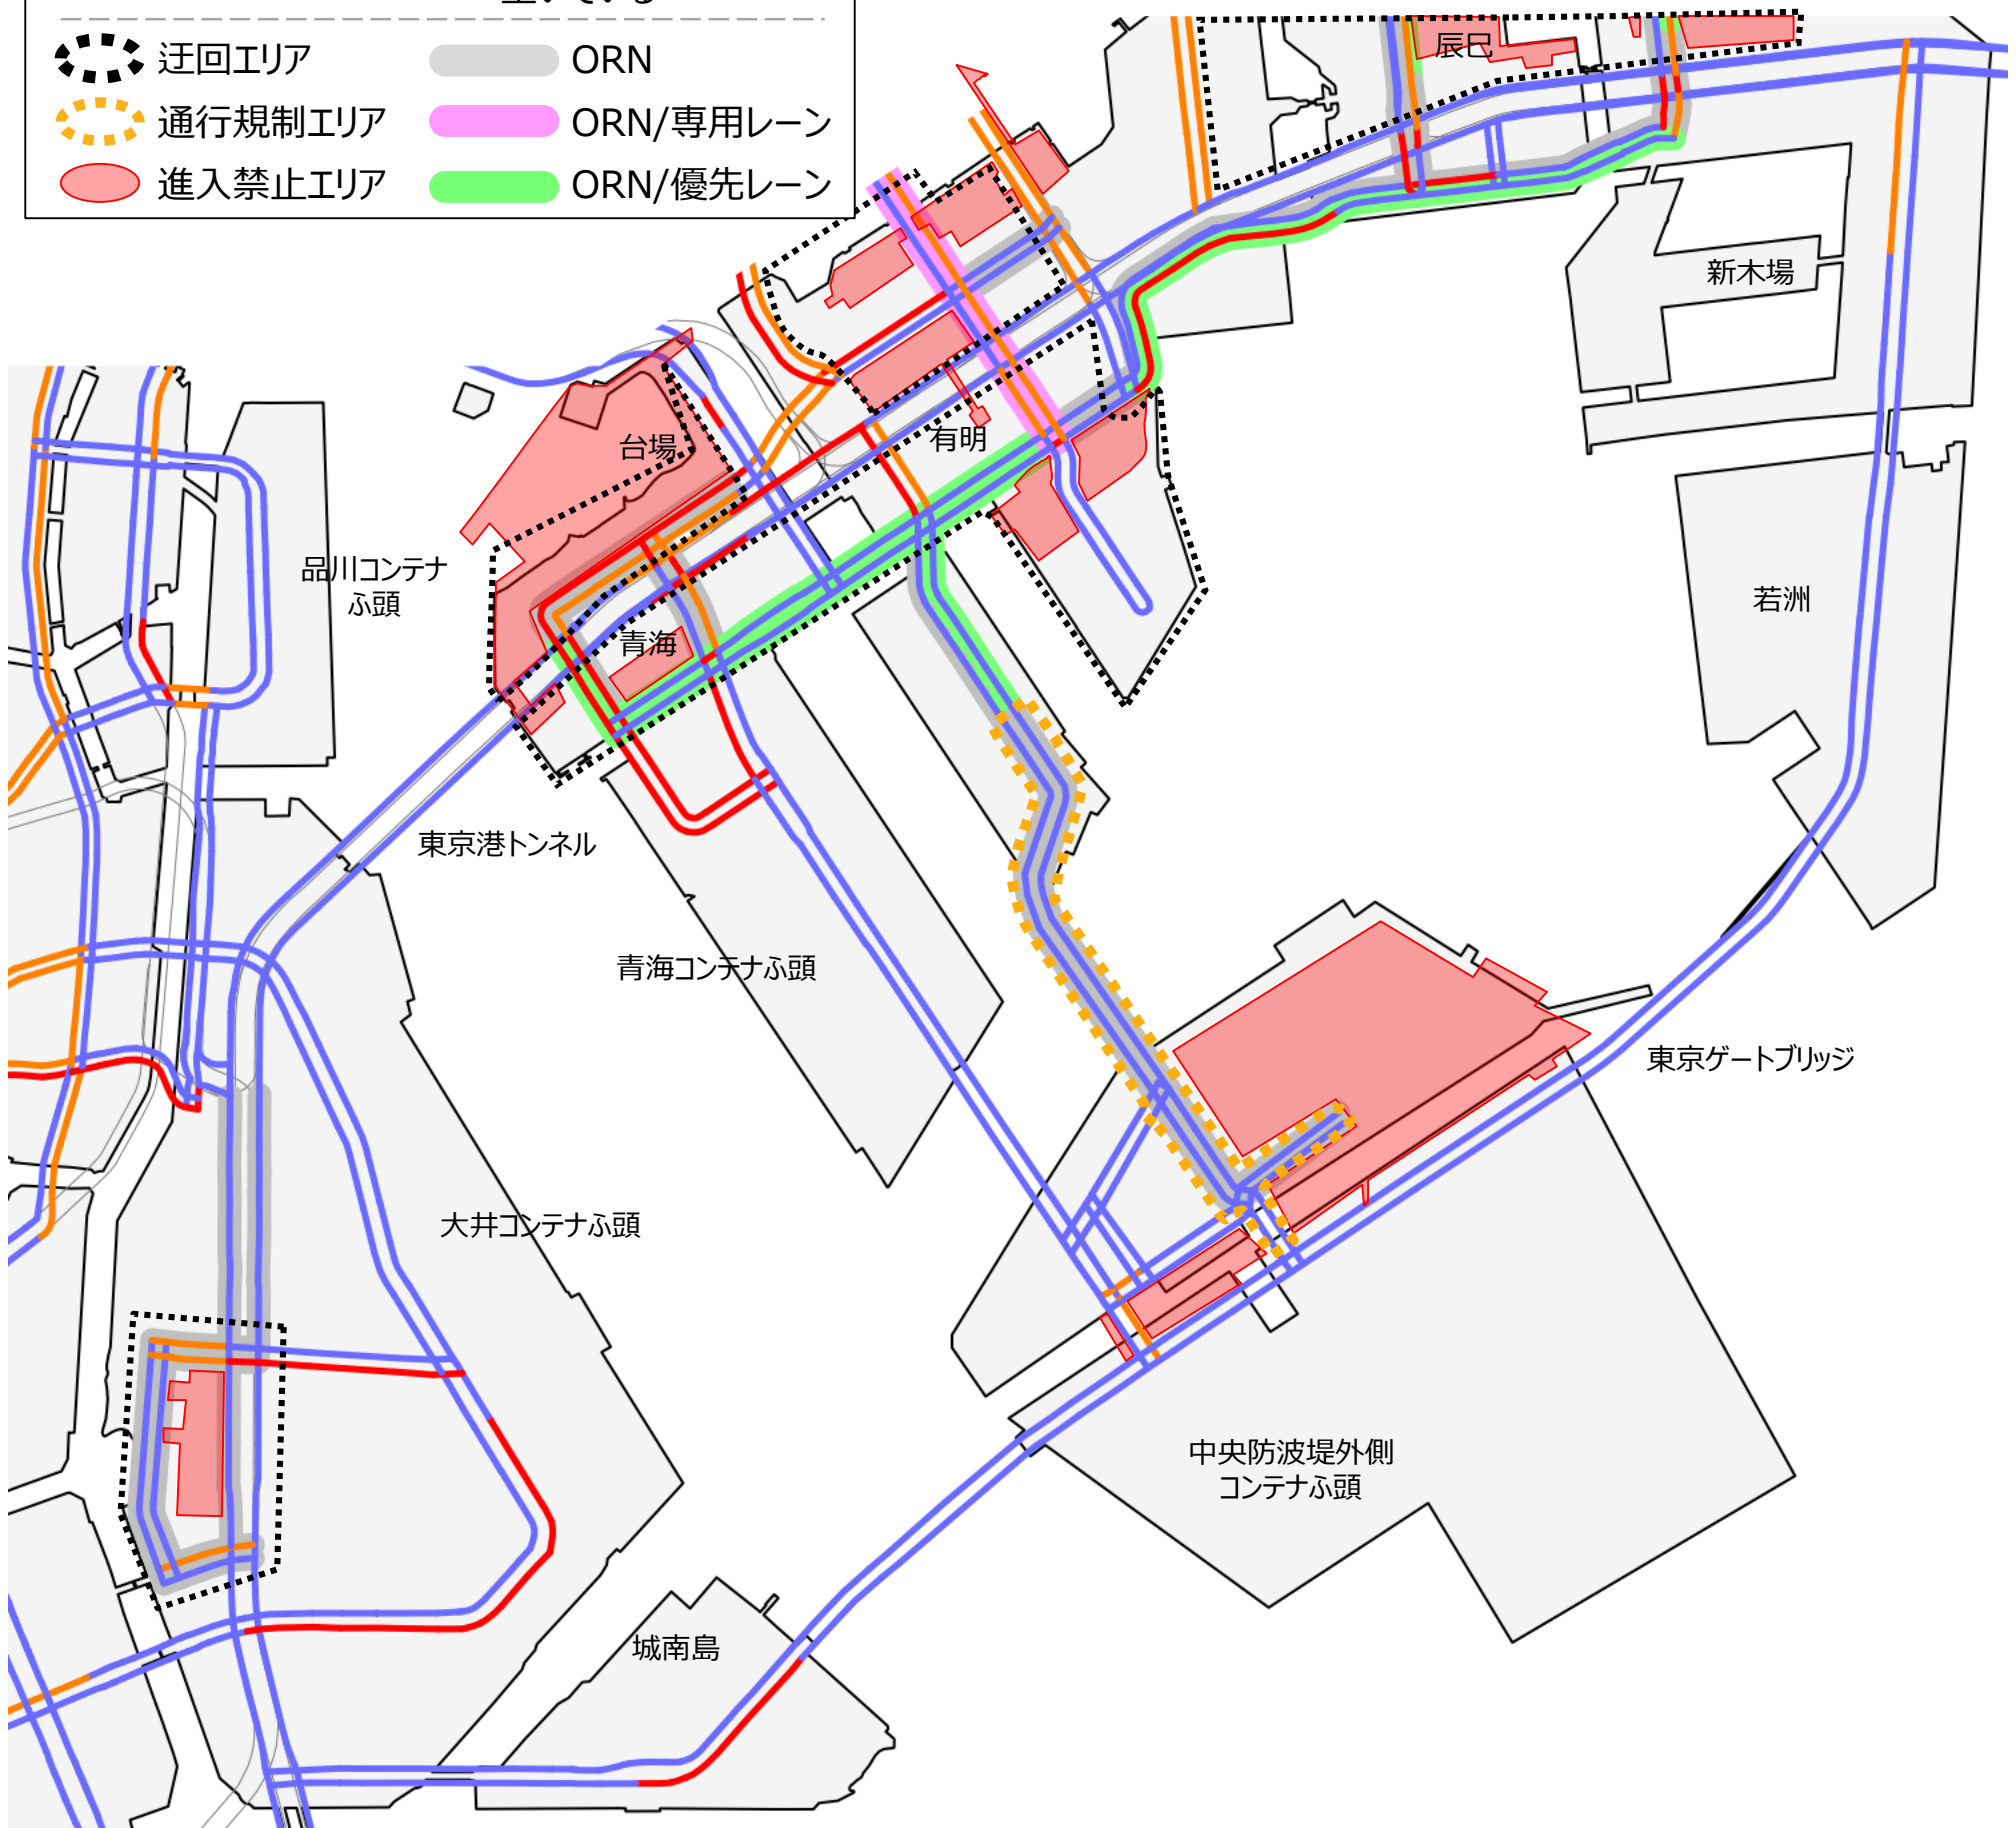 空いている
迂回エリア
ORN
通行規制エリア
ORN/専用レーン
進入禁止エリア
ORN/優先レーン
辰巳
新木場
有明
台場
品川コンテナ
ふ頭
青海
若洲
東京港トンネル
青海コンテナふ頭
東京ゲートブリッジ
大井コンテナふ頭
中央防波堤外側
コンテナふ頭
城南島